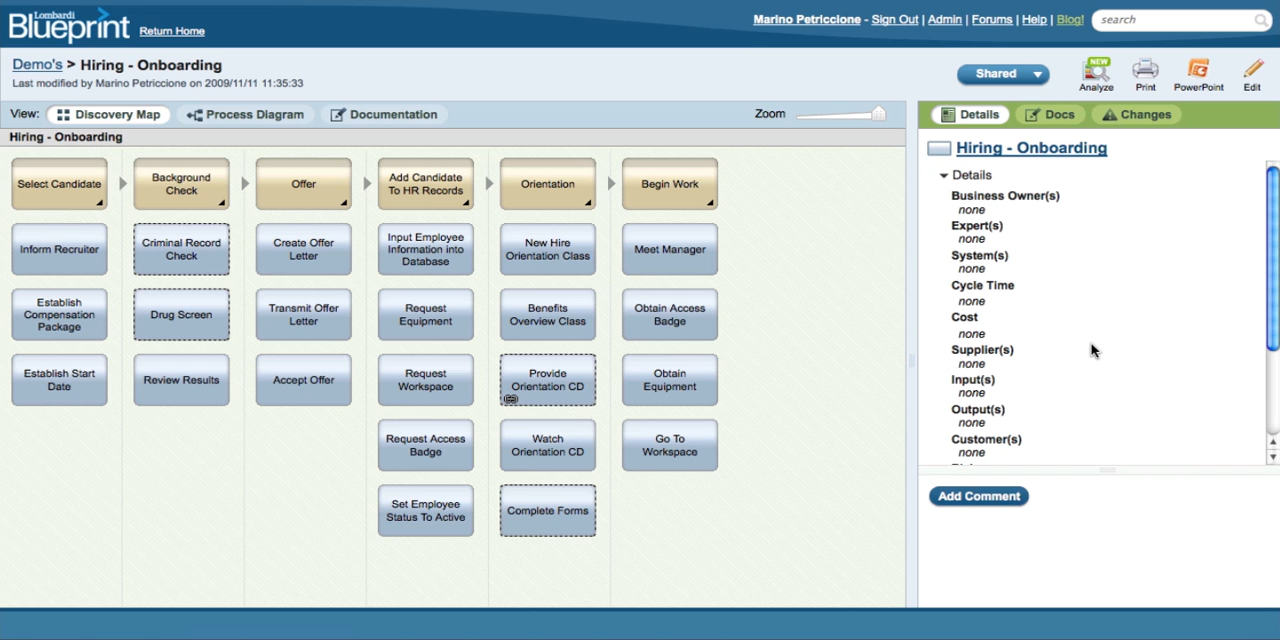 Lombardi
Blueprint
Return Home
Marino Petriccione - Sign Out | Admin | Forums | Help | Blog!
search
Demo's > Hiring - Onboarding
Last modified by Marino Petriccione on 2009/11/11 11:35:33
Shared
NEW
Analyze
Print
PowerPoint
Edit
View:
Discovery Map
Process Diagram
Documentation
Zoom
Hiring - Onboarding
Select Candidate
Inform Recruiter
Establish
Compensation
Package
Establish Start
Date
Background
Check
Criminal Record
Check
Drug Screen
Review Results
Offer
Create Offer
Letter
Transmit Offer
Letter
Accept Offer
Add Candidate
To HR Records
Input Employee
Information into
Database
Request
Equipment
Request
Workspace
Request Access
Badge
Set Employee
Status To Active
Orientation
New Hire
Orientation Class
Benefits
Overview Class
Provide
Orientation CD
Watch
Orientation CD
Complete Forms
Begin Work
Meet Manager
Obtain Access
Badge
Obtain
Equipment
Go To
Workspace
Details
Docs
Changes
Hiring - Onboarding
Details
Business Owner(s)
none
Expert(s)
none
System(s)
none
Cycle Time
none
Cost
none
Supplier(s)
none
Input(s)
none
Output(s)
none
Customer(s)
none
Add Comment